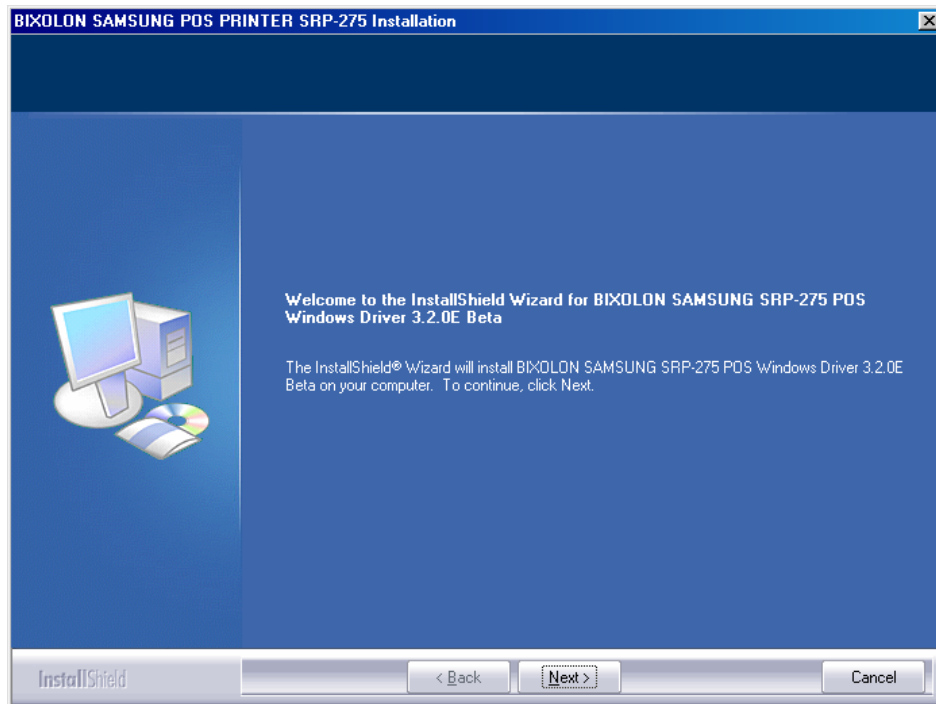 BIXOLON SAMSUNG POS PRINTER SRP-275 Installation
Welcome to the InstallShield Wizard for BIXOLON SAMSUNG SRP-275 POS
Windows Driver 3.2.0E Beta
The InstallShield® Wizard will install BIXOLON SAMSUNG SRP-275 POS Windows Driver 3.2.0E
Beta on your computer. To continue, click Next.
InstallShield
< Back
Next >
Cancel